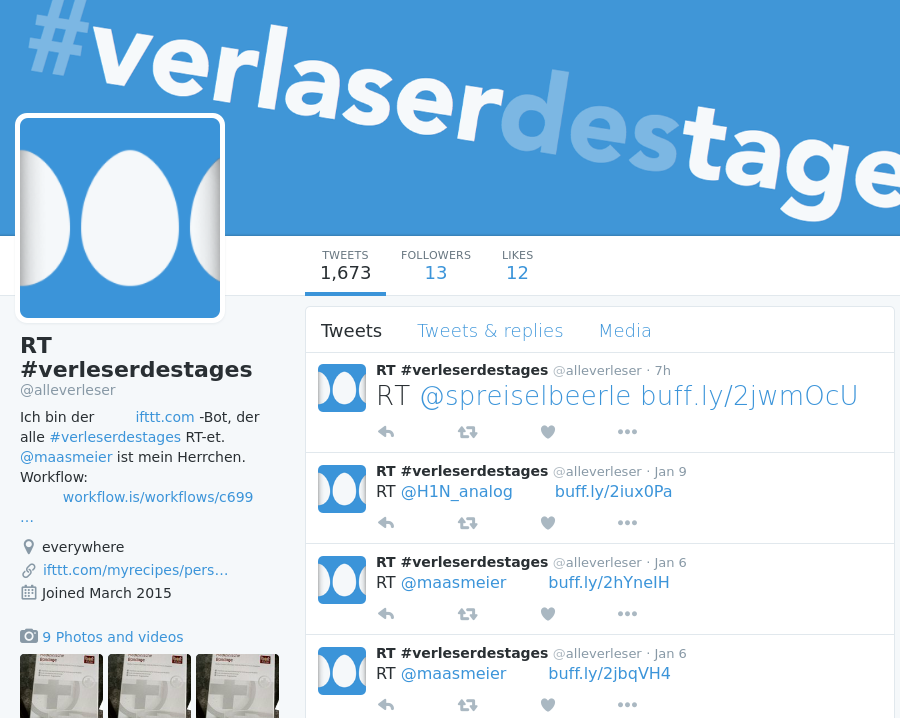 #verlaserdestage
TWEETS
1,673
FOLLOWERS
13
LIKES
12
RT
#verleserdestages
@alleverleser
Ich bin der ifttt.com -Bot, der
alle #verleserdestages RT-et.
@maasmeier ist mein Herrchen.
Workflow:
workflow.is/workflows/c699
…
everywhere
ifttt.com/myrecipes/pers…
Joined March 2015
9 Photos and videos
Tweets Tweets & replies Media
RT #verleserdestages @alleverleser · 7h
RT @spreiselbeerle buff.ly/2jwmOcU
RT #verleserdestages @alleverleser · Jan 9
RT @H1N_analog buff.ly/2iux0Pa
RT #verleserdestages @alleverleser · Jan 6
RT @maasmeier buff.ly/2hYneIH
RT #verleserdestages @alleverleser · Jan 6
RT @maasmeier buff.ly/2jbqVH4